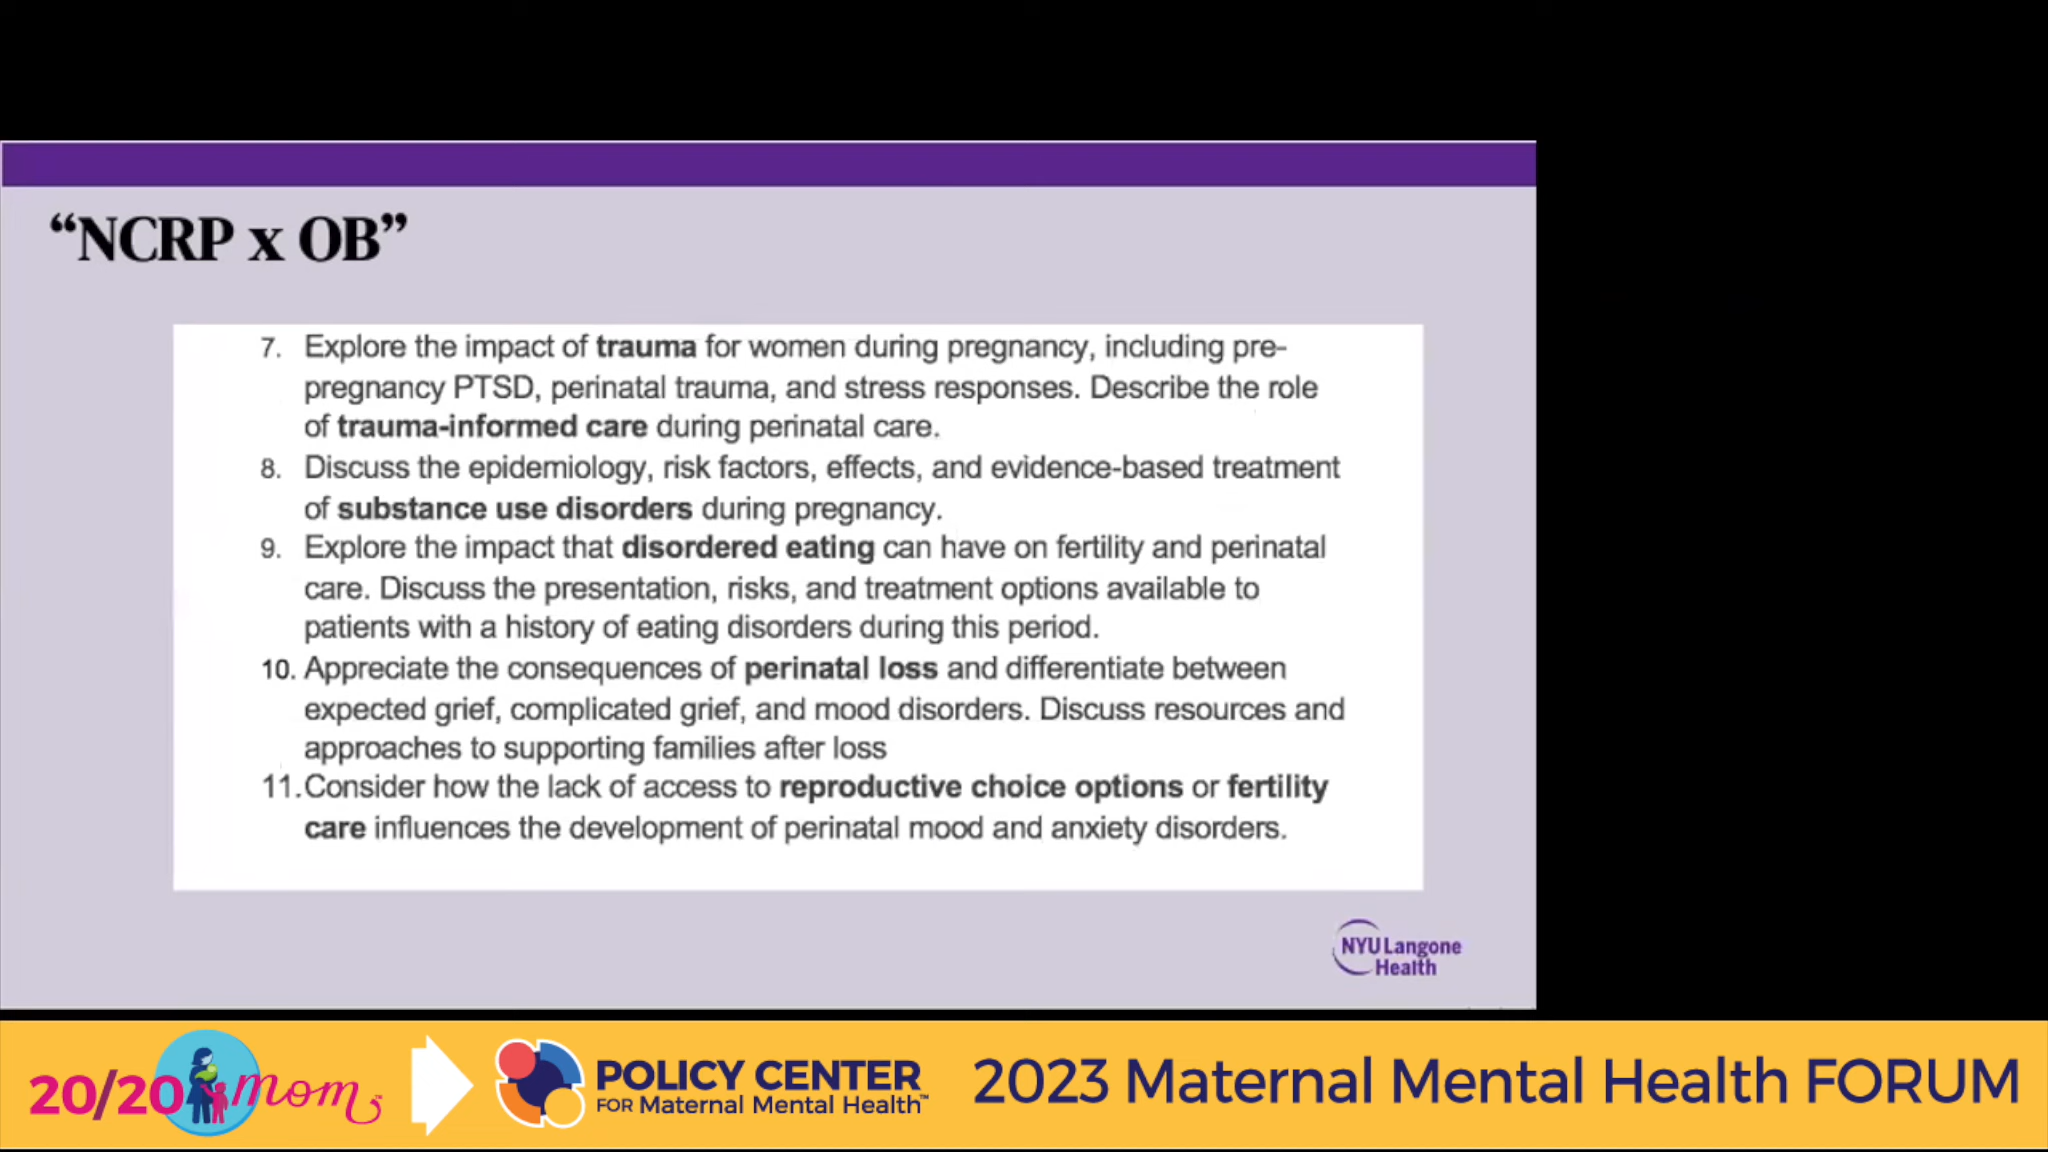 “NCRP x OB”
7. Explore the impact of trauma for women during pregnancy, including pre-
pregnancy PTSD, perinatal trauma, and stress responses. Describe the role
of trauma-informed care during perinatal care.
8. Discuss the epidemiology, risk factors, effects, and evidence-based treatment
of substance use disorders during pregnancy.
9. Explore the impact that disordered eating can have on fertility and perinatal
care. Discuss the presentation, risks, and treatment options available to
patients with a history of eating disorders during this period.
10. Appreciate the consequences of perinatal loss and differentiate between
expected grief, complicated grief, and mood disorders. Discuss resources and
approaches to supporting families after loss
11. Consider how the lack of access to reproductive choice options or fertility
care influences the development of perinatal mood and anxiety disorders.
NYU Langone
Health
20/20 mom™
POLICY CENTER
FOR Maternal Mental Health™
2023 Maternal Mental Health FORUM